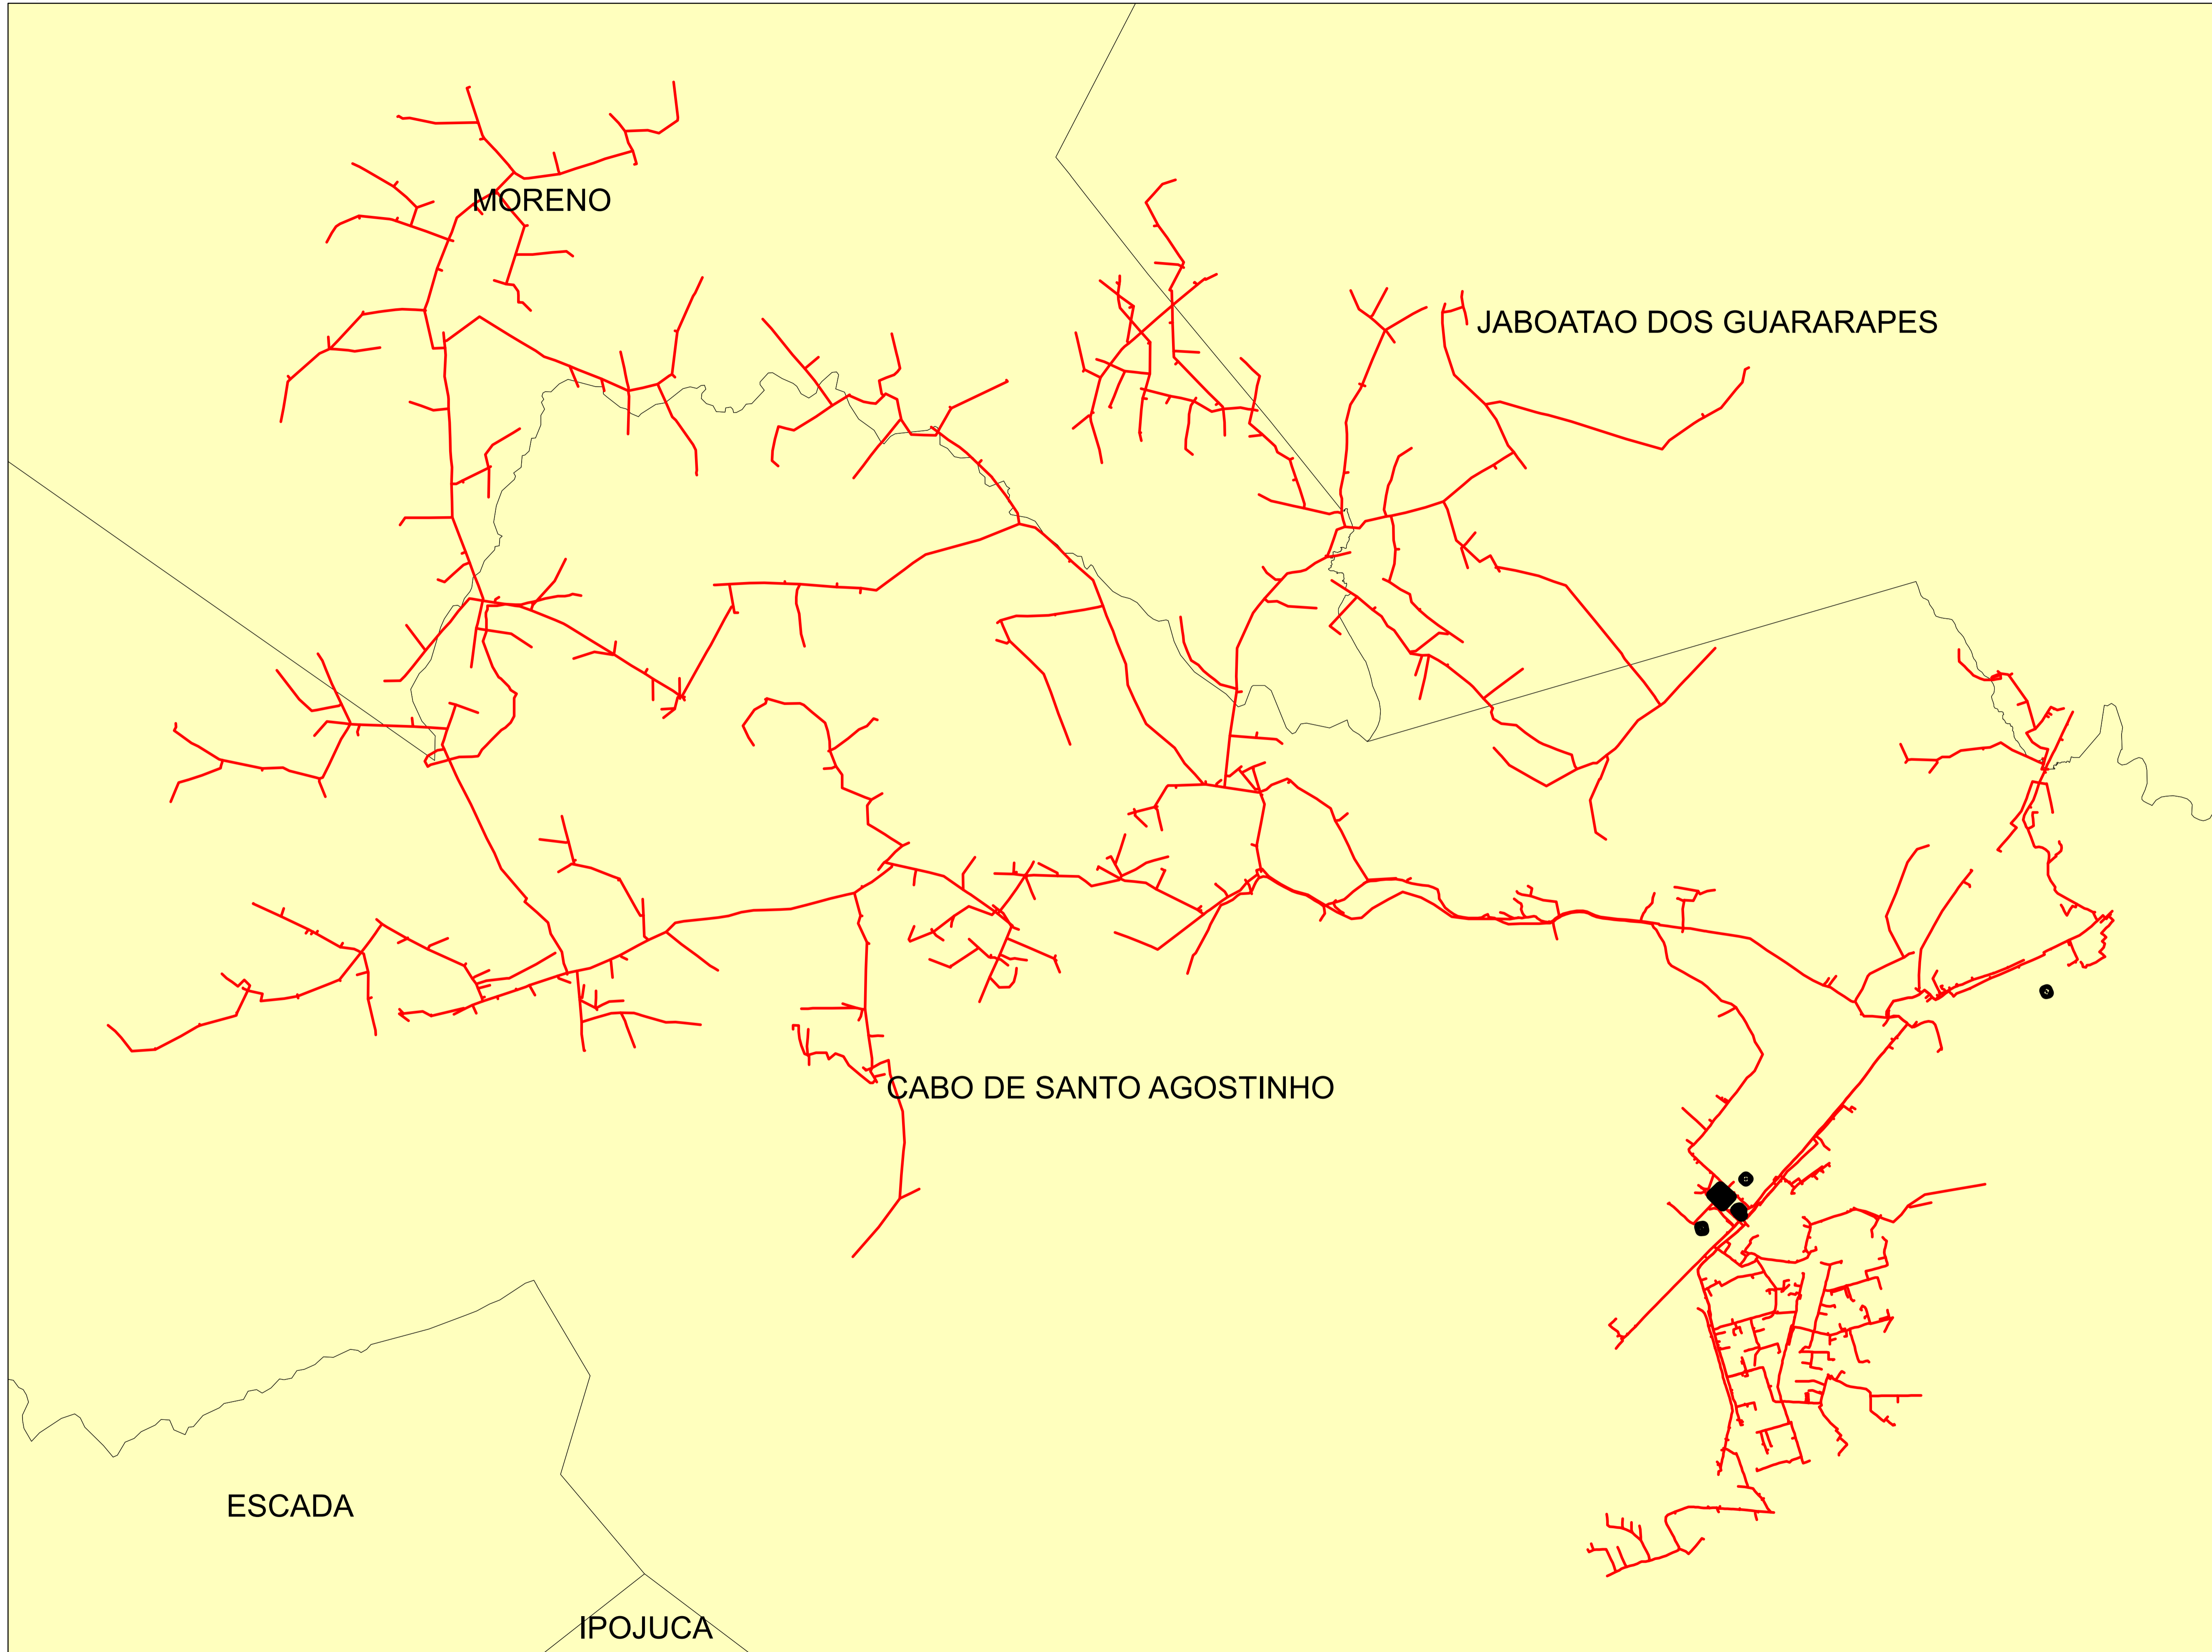 MORENO
JABOATAO DOS GUARARAPES
CABO DE SANTO AGOSTINHO
ESCADA
IPOJUCA